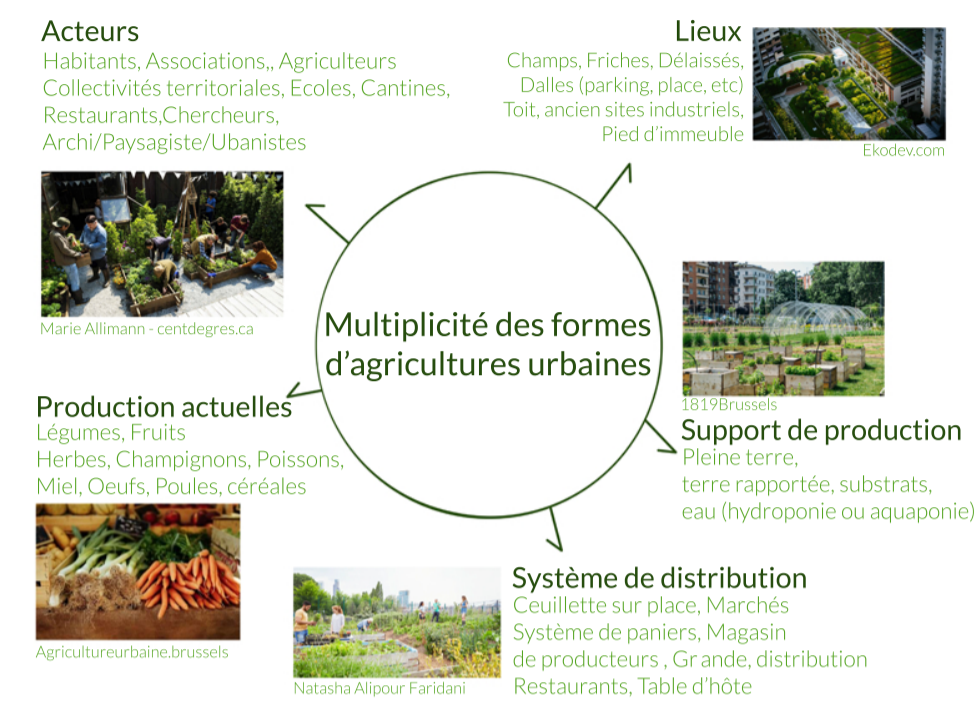 Acteurs
Habitants, Associations,, Agriculteurs
Collectivités territoriales, Ecoles, Cantines,
Restaurants,Chercheurs,
Archi/Paysagiste/Ubanistes
Marie Allimann - centdegres.ca
Lieux
Champs, Friches, Délaissés,
Dalles (parking, place, etc)
Toit, ancien sites industriels,
Pied d’immeuble
Ekodev.com
Multiplicité des formes
d’agricultures urbaines
1819Brussels
Support de production
Pleine terre,
terre rapportée, substrats,
eau (hydroponie ou aquaponie)
Production actuelles
Légumes, Fruits
Herbes, Champignons, Poissons,
Miel, Oeufs, Poules, céréales
Agricultureurbaine.brussels
Système de distribution
Ceuillette sur place, Marchés
Système de paniers, Magasin
de producteurs , Grande, distribution
Restaurants, Table d’hôte
Natasha Alipour Faridani